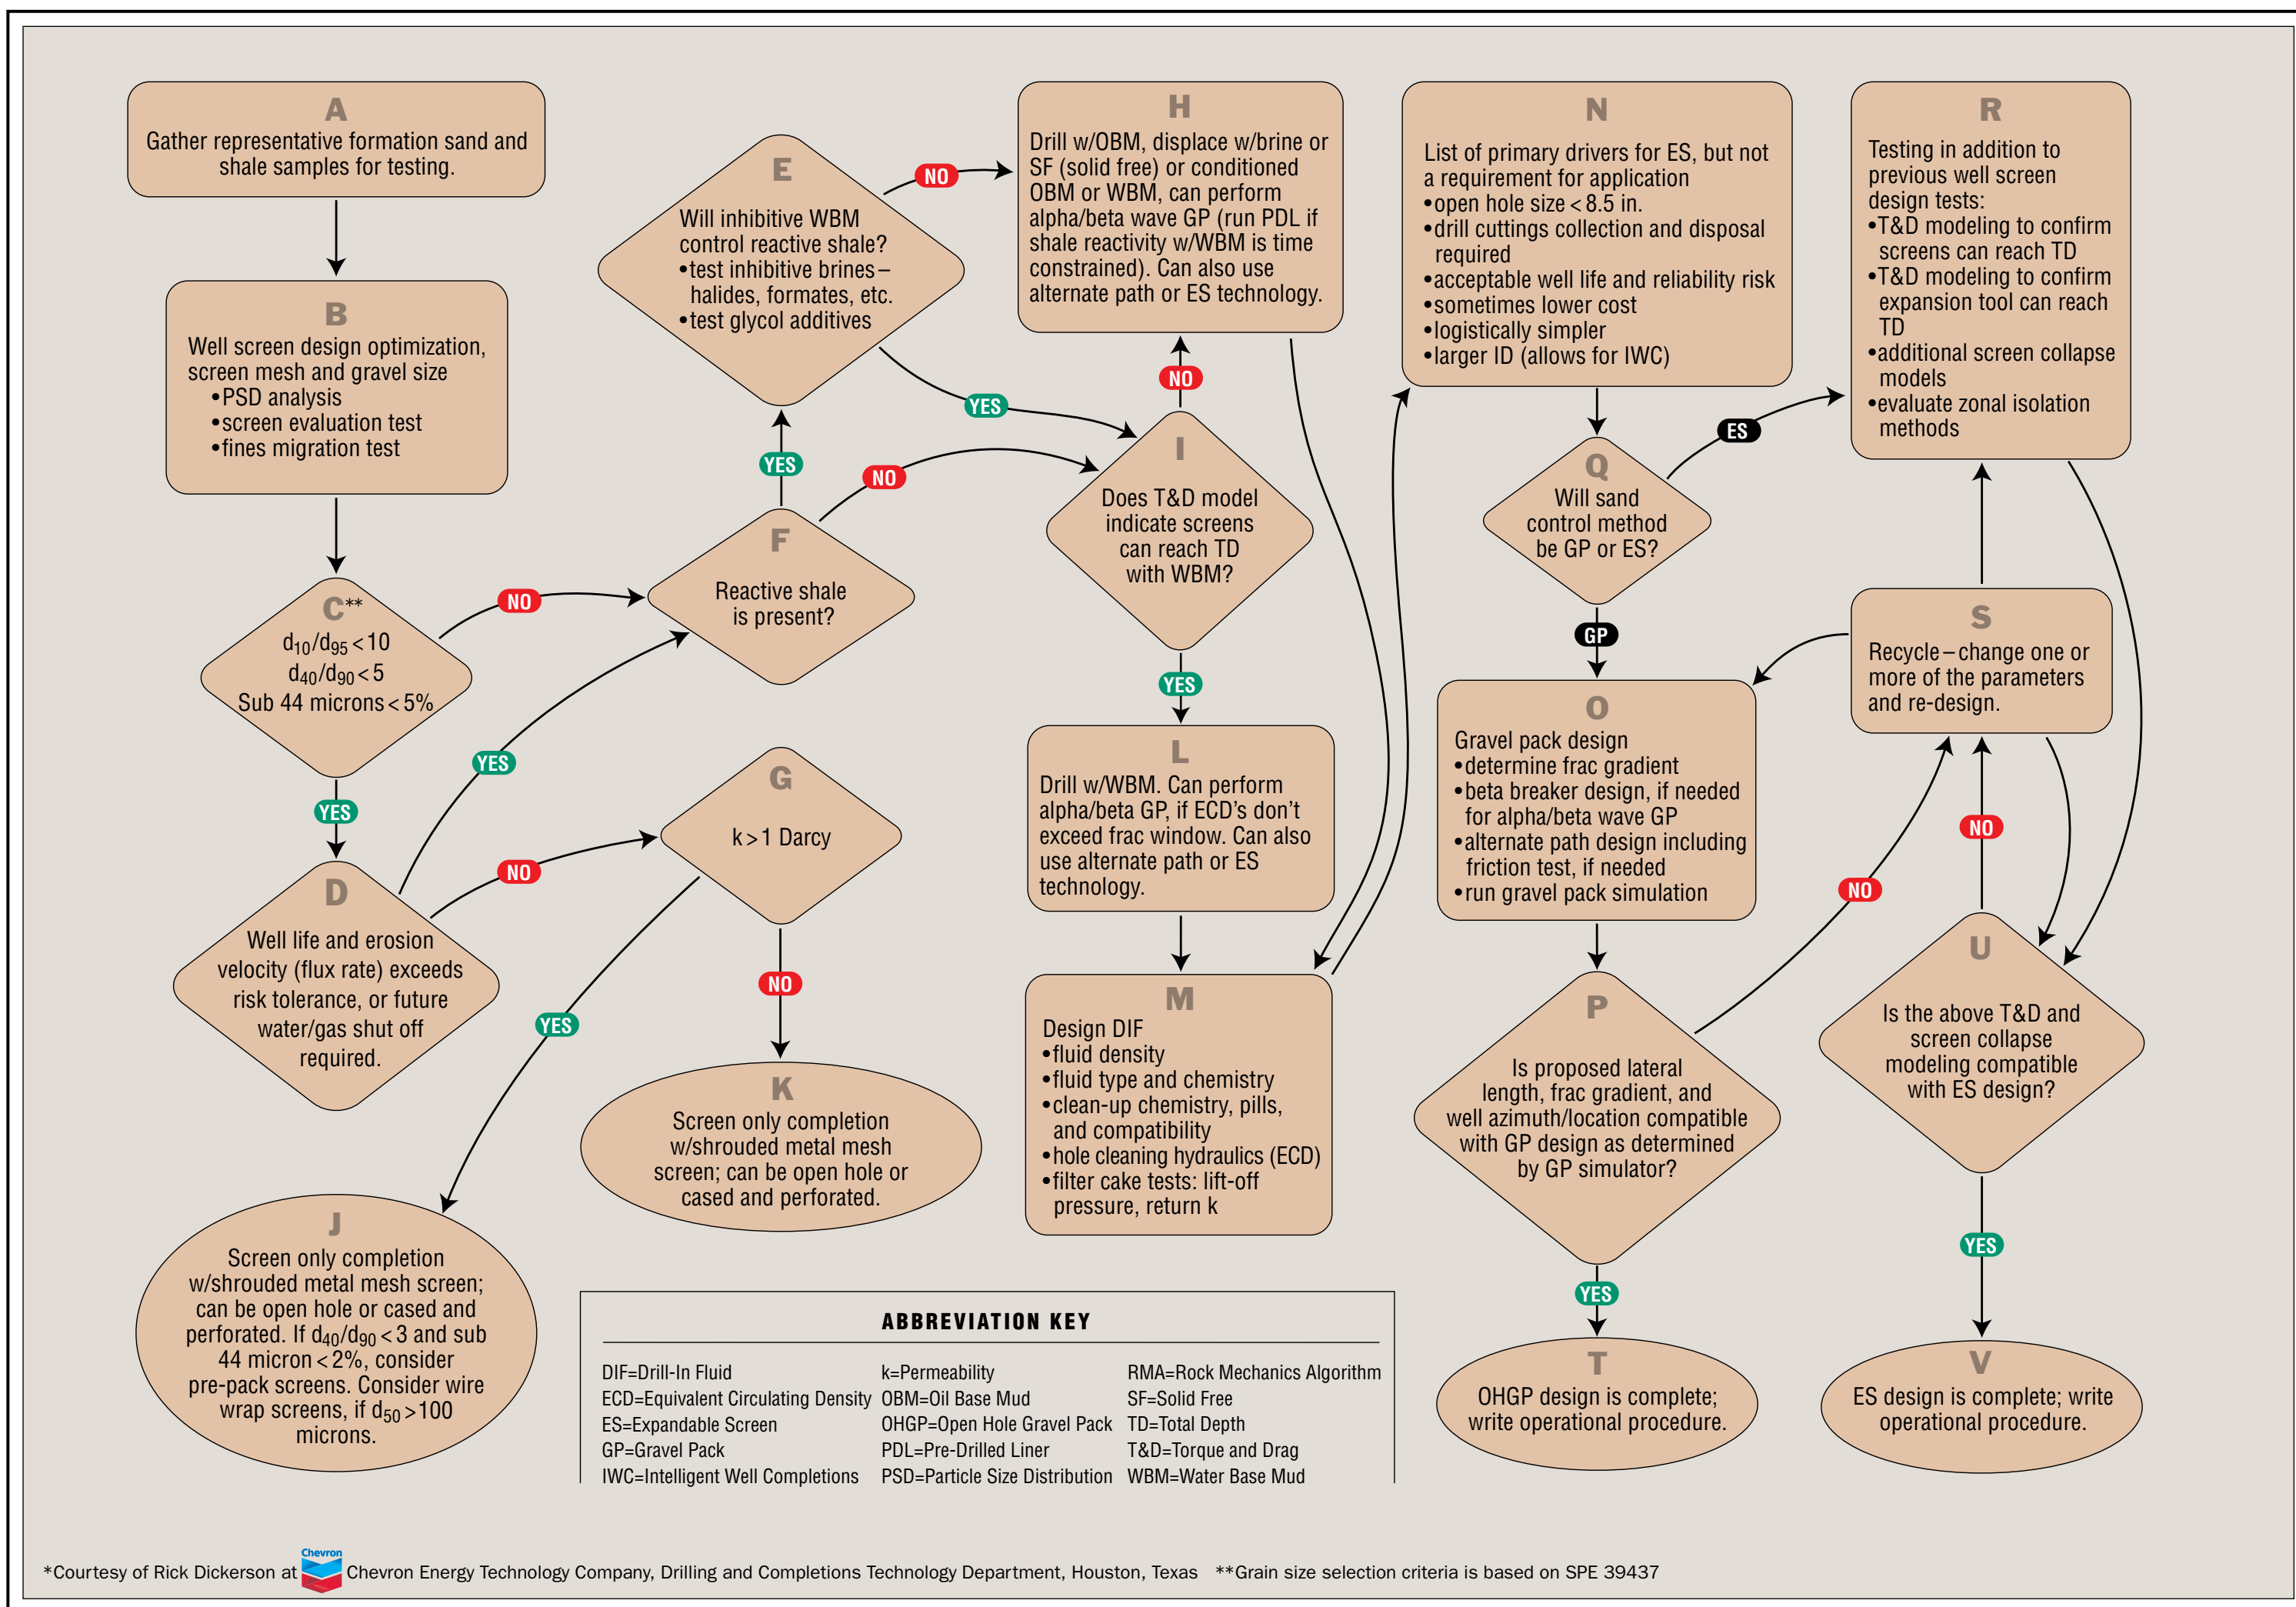 A
Gather representative formation sand and
shale samples for testing.
B
Well screen design optimization,
screen mesh and gravel size
•PSD analysis
•screen evaluation test
•fines migration test
C**
d10/d95<10
d40/d90<5
Sub 44 microns<5%
NO
YES
D
Well life and erosion
velocity (flux rate) exceeds
risk tolerance, or future
water/gas shut off
required.
YES
NO
E
Will inhibitive WBM
control reactive shale?
•test inhibitive brines–
halides, formates, etc.
•test glycol additives
NO
YES
F
Reactive shale
is present?
YES
NO
G
k>1 Darcy
YES
NO
H
Drill w/OBM, displace w/brine or
SF (solid free) or conditioned
OBM or WBM, can perform
alpha/beta wave GP (run PDL if
shale reactivity w/WBM is time
constrained). Can also use
alternate path or ES technology.
NO
I
Does T&D model
indicate screens
can reach TD
with WBM?
YES
J
Screen only completion
w/shrouded metal mesh screen;
can be open hole or cased and
perforated. If d40/d90<3 and sub
44 micron<2%, consider
pre-pack screens. Consider wire
wrap screens, if d50>100
microns.
K
Screen only completion
w/shrouded metal mesh
screen; can be open hole or
cased and perforated.
L
Drill w/WBM. Can perform
alpha/beta GP, if ECD’s don’t
exceed frac window. Can also
use alternate path or ES
technology.
M
Design DIF
•fluid density
•fluid type and chemistry
•clean-up chemistry, pills,
and compatibility
•hole cleaning hydraulics (ECD)
•filter cake tests: lift-off
pressure, return k
N
List of primary drivers for ES, but not
a requirement for application
•open hole size<8.5 in.
•drill cuttings collection and disposal
required
•acceptable well life and reliability risk
•sometimes lower cost
•logistically simpler
•larger ID (allows for IWC)
Q
Will sand
control method
be GP or ES?
ES
GP
O
Gravel pack design
•determine frac gradient
•beta breaker design, if needed
for alpha/beta wave GP
•alternate path design including
friction test, if needed
•run gravel pack simulation
P
Is proposed lateral
length, frac gradient, and
well azimuth/location compatible
with GP design as determined
by GP simulator?
NO
YES
R
Testing in addition to
previous well screen
design tests:
•T&D modeling to confirm
screens can reach TD
•T&D modeling to confirm
expansion tool can reach
TD
•additional screen collapse
models
•evaluate zonal isolation
methods
S
Recycle–change one or
more of the parameters
and re-design.
NO
U
Is the above T&D and
screen collapse
modeling compatible
with ES design?
YES
T
OHGP design is complete;
write operational procedure.
V
ES design is complete; write
operational procedure.
ABBREVIATION KEY
DIF=Drill-In Fluid
ECD=Equivalent Circulating Density
ES=Expandable Screen
GP=Gravel Pack
IWC=Intelligent Well Completions
k=Permeability
OBM=Oil Base Mud
OHGP=Open Hole Gravel Pack
PDL=Pre-Drilled Liner
PSD=Particle Size Distribution
RMA=Rock Mechanics Algorithm
SF=Solid Free
TD=Total Depth
T&D=Torque and Drag
WBM=Water Base Mud
Chevron
*Courtesy of Rick Dickerson at Chevron Energy Technology Company, Drilling and Completions Technology Department, Houston, Texas **Grain size selection criteria is based on SPE 39437